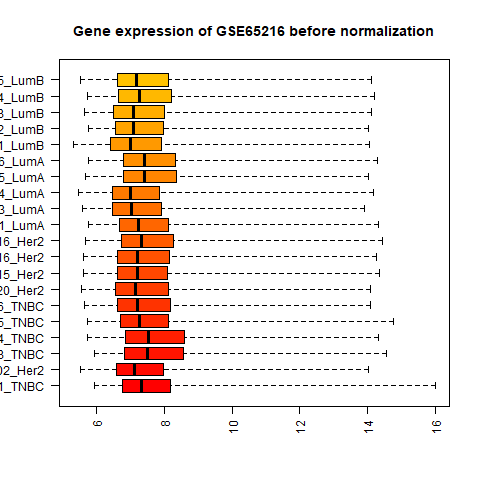 Gene expression of GSE65216 before normalization
5_LumB
4_LumB
3_LumB
2_LumB
1_LumB
6_LumA
5_LumA
4_LumA
3_LumA
1_LumA
16_Her2
16_Her2
15_Her2
20_Her2
6_TNBC
5_TNBC
4_TNBC
3_TNBC
02_Her2
1_TNBC
6
8
10
12
14
16